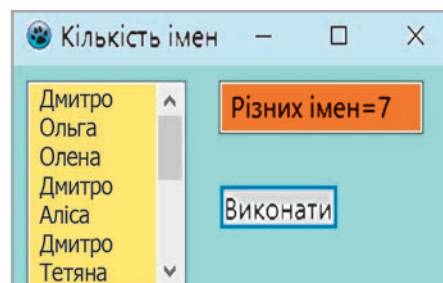 Кількість імен
Дмитро
Ольга
Олена
Дмитро
Аліса
Дмитро
Тетяна
Різних імен=7
Виконати